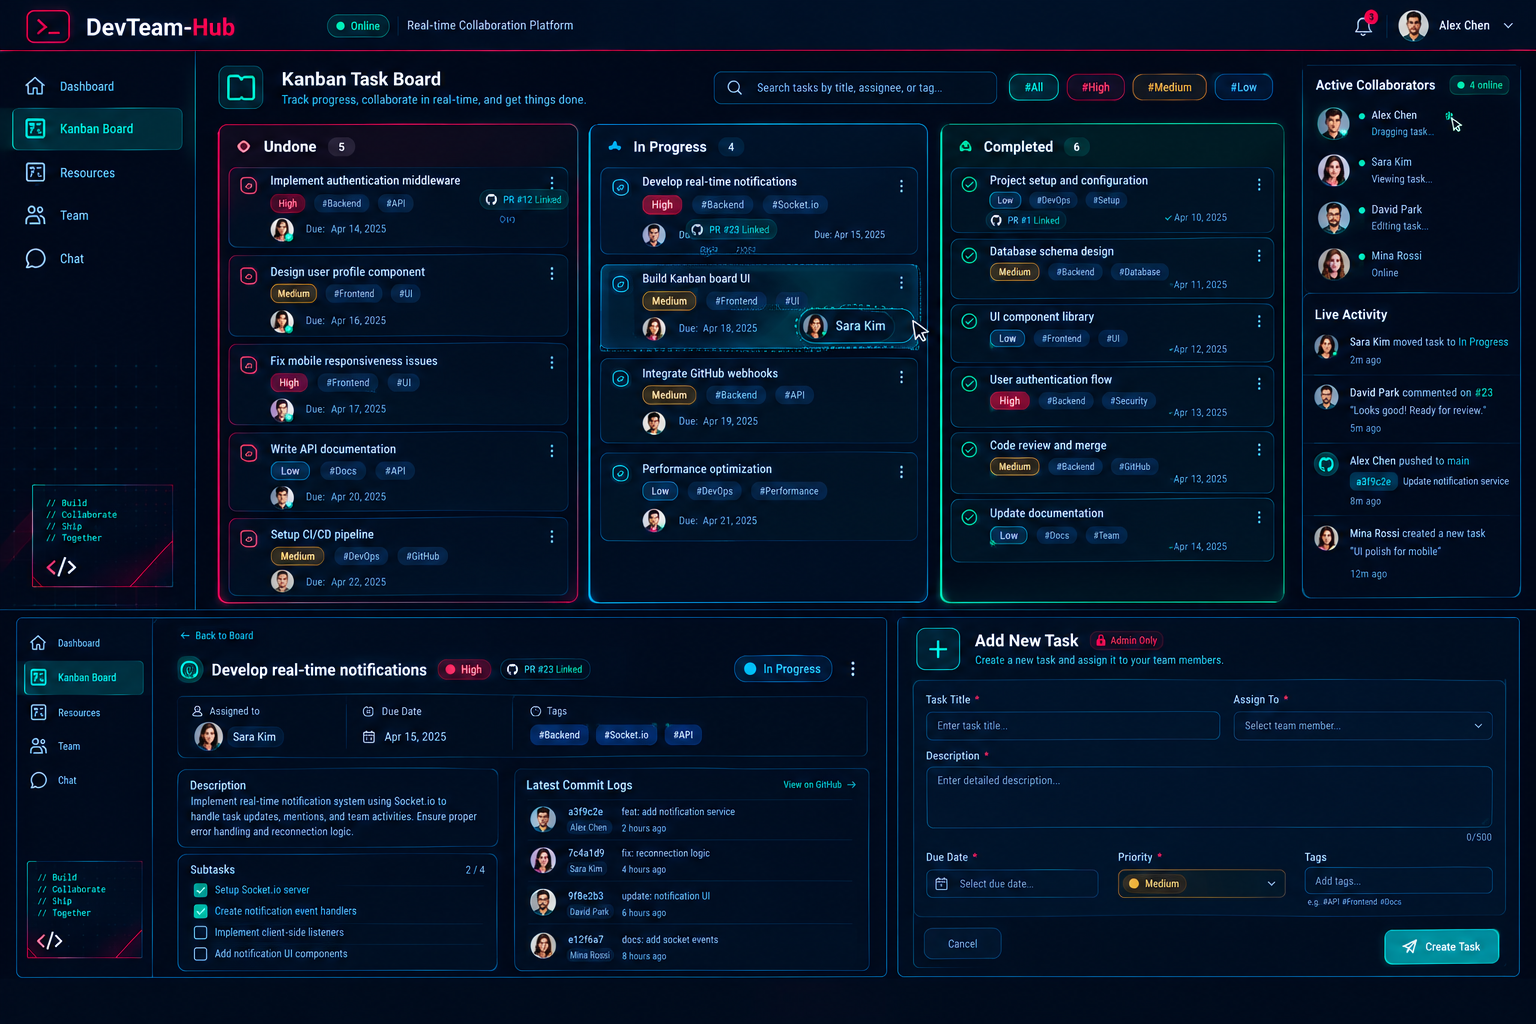 DevTeam-Hub
Online
Real-time Collaboration Platform
3
Alex Chen
Dashboard
Kanban Board
Resources
Team
Chat
// Build
// Collaborate
// Ship
// Together
</>
Kanban Task Board
Track progress, collaborate in real-time, and get things done.
Search tasks by title, assignee, or tag...
#All
#High
#Medium
#Low
Undone 5
Implement authentication middleware
High #Backend #API
PR #12 Linked
Due: Apr 14, 2025
Design user profile component
Medium #Frontend #UI
Due: Apr 16, 2025
Fix mobile responsiveness issues
High #Frontend #UI
Due: Apr 17, 2025
Write API documentation
Low #Docs #API
Due: Apr 20, 2025
Setup CI/CD pipeline
Medium #DevOps #GitHub
Due: Apr 22, 2025
In Progress 4
Develop real-time notifications
High #Backend #Socket.io
PR #23 Linked
Due: Apr 15, 2025
Build Kanban board UI
Medium #Frontend #UI
Due: Apr 18, 2025
Sara Kim
Integrate GitHub webhooks
Medium #Backend #API
Due: Apr 19, 2025
Performance optimization
Low #DevOps #Performance
Due: Apr 21, 2025
Completed 6
Project setup and configuration
Low #DevOps #Setup
PR #1 Linked
Apr 10, 2025
Database schema design
Medium #Backend #Database
Apr 11, 2025
UI component library
Low #Frontend #UI
Apr 12, 2025
User authentication flow
High #Backend #Security
Apr 13, 2025
Code review and merge
Medium #Backend #GitHub
Apr 13, 2025
Update documentation
Low #Docs #Team
Apr 14, 2025
Active Collaborators
4 online
Alex Chen
Dragging task...
Sara Kim
Viewing task...
David Park
Editing task...
Mina Rossi
Online
Live Activity
Sara Kim moved task to In Progress
2m ago
David Park commented on #23
"Looks good! Ready for review."
5m ago
Alex Chen pushed to main
a3f9c2e Update notification service
8m ago
Mina Rossi created a new task
"UI polish for mobile"
12m ago
Dashboard
Kanban Board
Resources
Team
Chat
// Build
// Collaborate
// Ship
// Together
</>
← Back to Board
Develop real-time notifications
High
PR #23 Linked
In Progress
Assigned to
Sara Kim
Due Date
Apr 15, 2025
Tags
#Backend #Socket.io #API
Description
Implement real-time notification system using Socket.io to
handle task updates, mentions, and team activities. Ensure proper
error handling and reconnection logic.
Subtasks 2 / 4
Setup Socket.io server
Create notification event handlers
Implement client-side listeners
Add notification UI components
Latest Commit Logs
View on GitHub →
a3f9c2e feat: add notification service
Alex Chen 2 hours ago
7c4a1d9 fix: reconnection logic
Sara Kim 4 hours ago
9f8e2b3 update: notification UI
David Park 6 hours ago
e12f6a7 docs: add socket events
Mina Rossi 8 hours ago
Add New Task
Admin Only
Create a new task and assign it to your team members.
Task Title *
Enter task title...
Assign To *
Select team member...
Description *
Enter detailed description...
0/500
Due Date *
Select due date...
Priority *
Medium
Tags
Add tags...
e.g. #API #Frontend #Docs
Cancel
Create Task